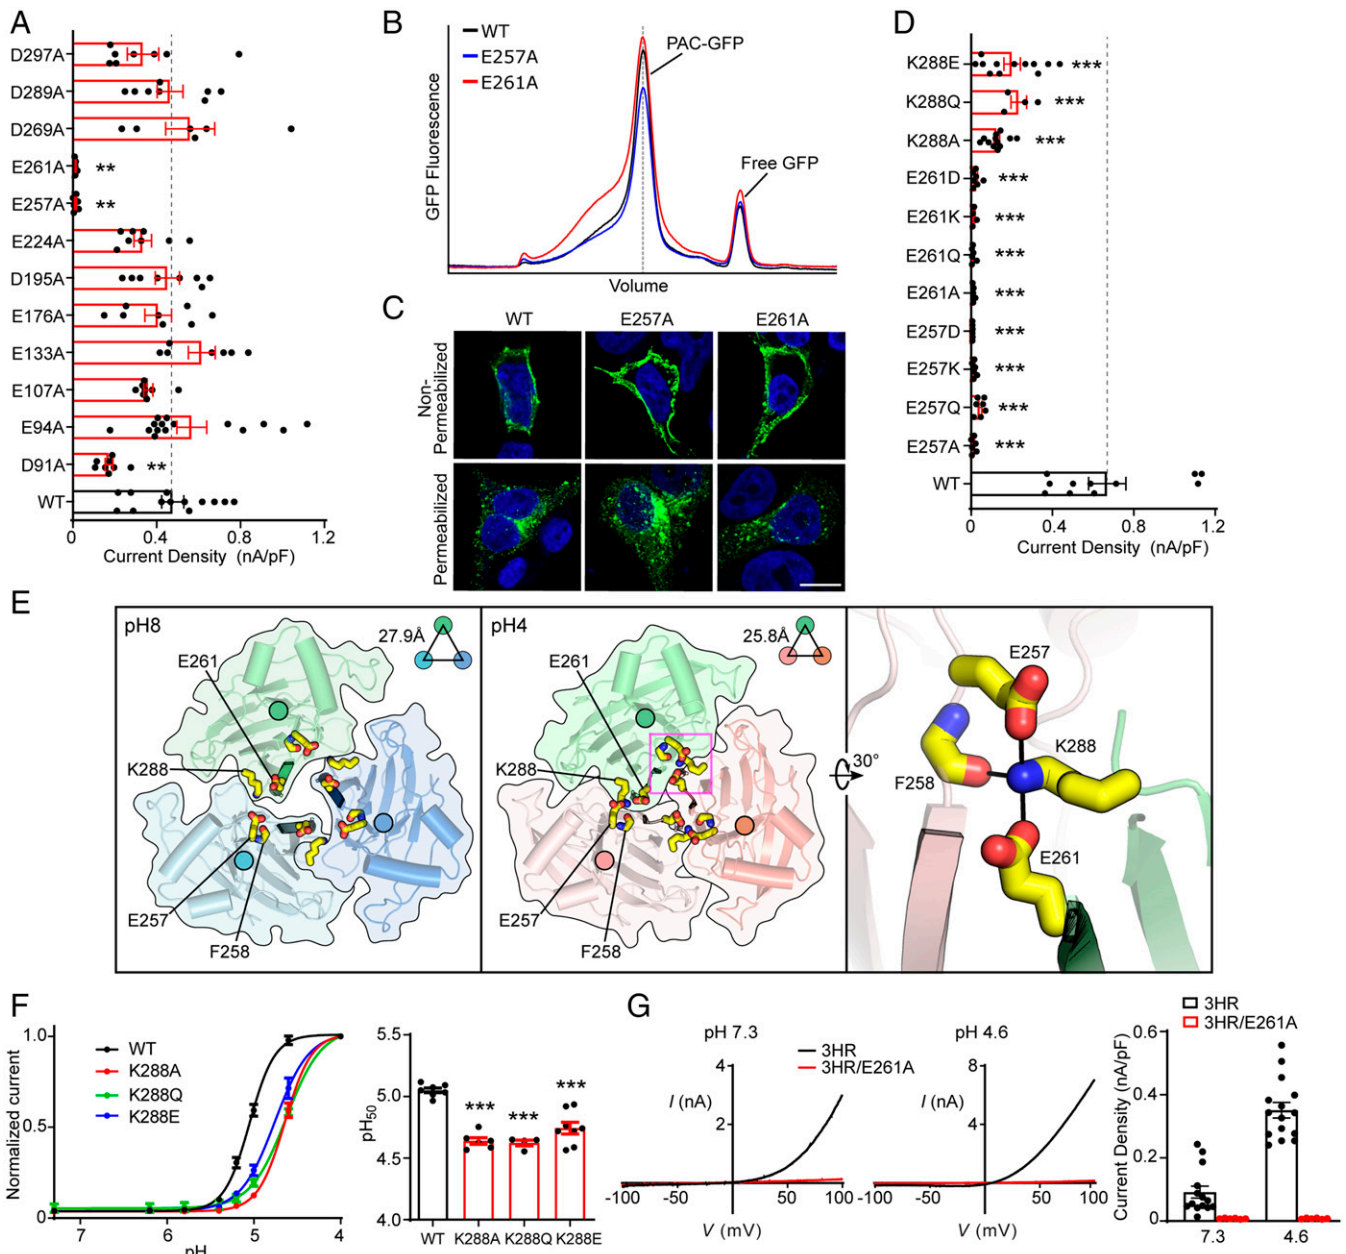 A
D297A
D289A
D269A
E261A **
E257A **
E224A
D195A
E176A
E133A
E107A
E94A
D91A **
WT
0 0.4 0.8 1.2
Current Density (nA/pF)
B
WT
E257A
E261A
PAC-GFP
Free GFP
GFP Fluorescence
Volume
C
WT E257A E261A
Non-
Permeabilized
Permeabilized
D
K288E ***
K288Q ***
K288A ***
E261D ***
E261K ***
E261Q ***
E261A ***
E257D ***
E257K ***
E257Q ***
E257A ***
WT
0 0.4 0.8 1.2
Current Density (nA/pF)
E
pH8
27.9Å
E261
K288
E257
F258
pH4
25.8Å
E261
K288
E257
F258
30°
E257
K288
F258
E261
F
Normalized current
1.0
0.5
0
WT
K288A
K288Q
K288E
7 6 5 4
pH
pH50
5.5
5.0
4.5
4.0
*** *** ***
WT K288A K288Q K288E
G
pH 7.3
3HR
3HR/E261A
4
I (nA)
2
-100 -50 50 100
V (mV)
pH 4.6
8
I (nA)
4
-100 -50 50 100
V (mV)
3HR
3HR/E261A
Current Density (nA/pF)
0.6
0.4
0.2
0
7.3 4.6